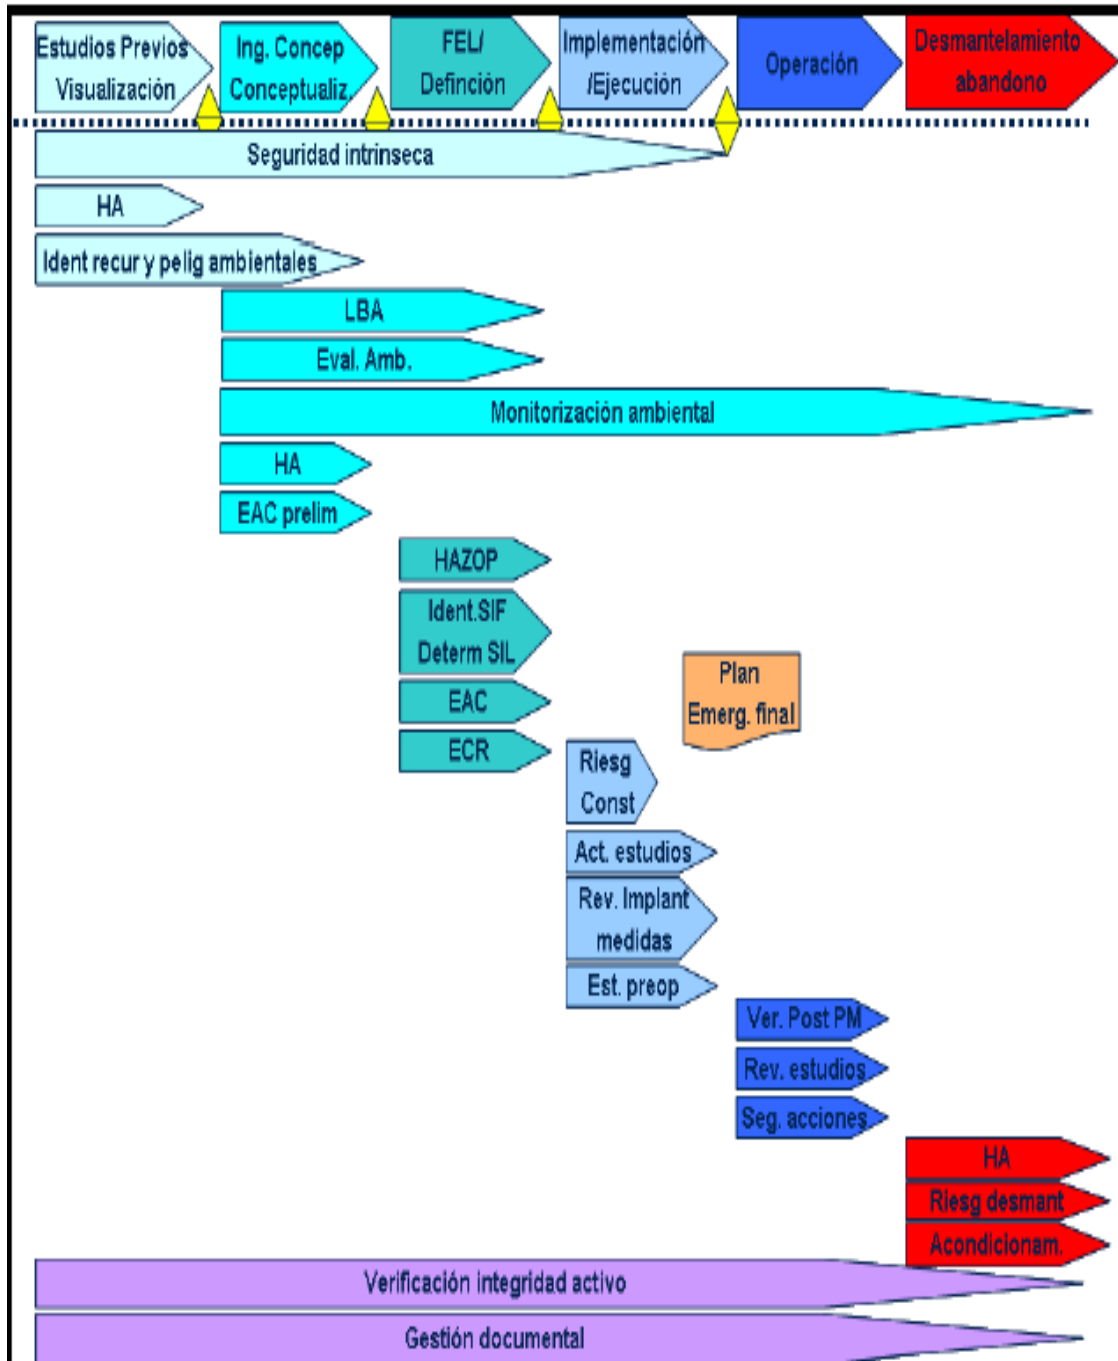 Estudios Previos
Visualización
Ing. Concep
Conceptualiz.
FEL/
Definción
Implementación
/Ejecución
Operación
Desmantelamiento
abandono
Seguridad intrinseca
HA
Ident recur y pelig ambientales
LBA
Eval. Amb.
Monitorización ambiental
HA
EAC prelim
HAZOP
Ident.SIF
Determ SIL
EAC
ECR
Plan
Emerg. final
Riesg
Const
Act. estudios
Rev. Implant
medidas
Est. preop
Ver. Post PM
Rev. estudios
Seg. acciones
HA
Riesg desmant
Acondicionam.
Verificación integridad activo
Gestión documental